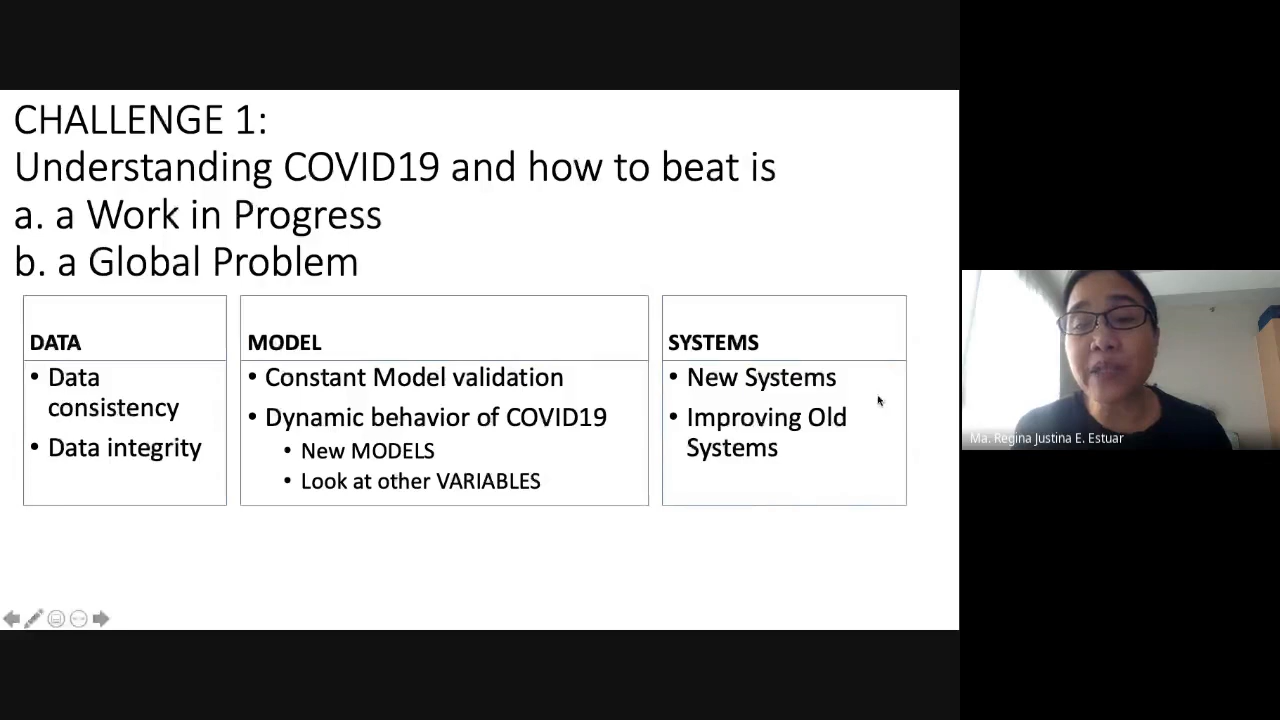 CHALLENGE 1:
Understanding COVID19 and how to beat is
a. a Work in Progress
b. a Global Problem
DATA
• Data
consistency
• Data integrity
MODEL
• Constant Model validation
• Dynamic behavior of COVID19
• New MODELS
• Look at other VARIABLES
SYSTEMS
• New Systems
• Improving Old
Systems
Ma. Regina Justina E. Estuar